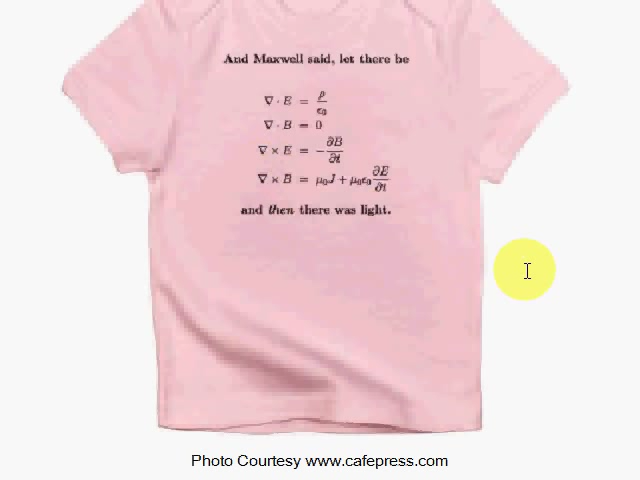 And Maxwell said, let there be
∇ · E = ρ/ε₀
∇ · B = 0
∇ × E = −∂B/∂t
∇ × B = μ₀J + μ₀ε₀ ∂E/∂t
and then there was light.
Photo Courtesy www.cafepress.com